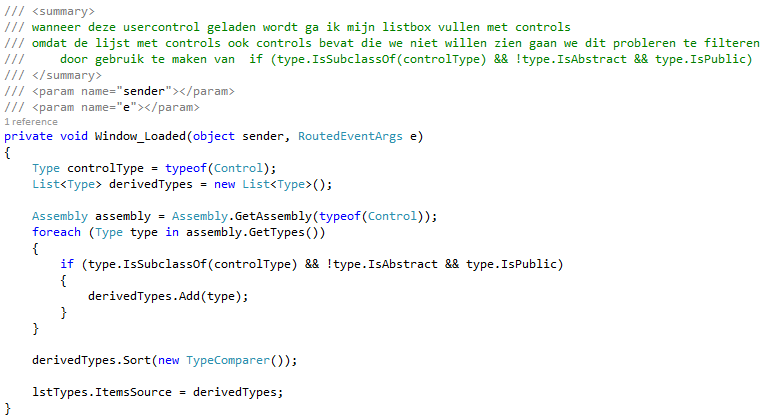 /// <summary>
/// wanneer deze usercontrol geladen wordt ga ik mijn listbox vullen met controls
/// omdat de lijst met controls ook controls bevat die we niet willen zien gaan we dit probleren te filteren
///     door gebruik te maken van  if (type.IsSubclassOf(controlType) && !type.IsAbstract && type.IsPublic)
/// </summary>
/// <param name="sender"></param>
/// <param name="e"></param>
1 reference
private void Window_Loaded(object sender, RoutedEventArgs e)
{
    Type controlType = typeof(Control);
    List<Type> derivedTypes = new List<Type>();

    Assembly assembly = Assembly.GetAssembly(typeof(Control));
    foreach (Type type in assembly.GetTypes())
    {
        if (type.IsSubclassOf(controlType) && !type.IsAbstract && type.IsPublic)
        {
            derivedTypes.Add(type);
        }
    }

    derivedTypes.Sort(new TypeComparer());

    lstTypes.ItemsSource = derivedTypes;
}